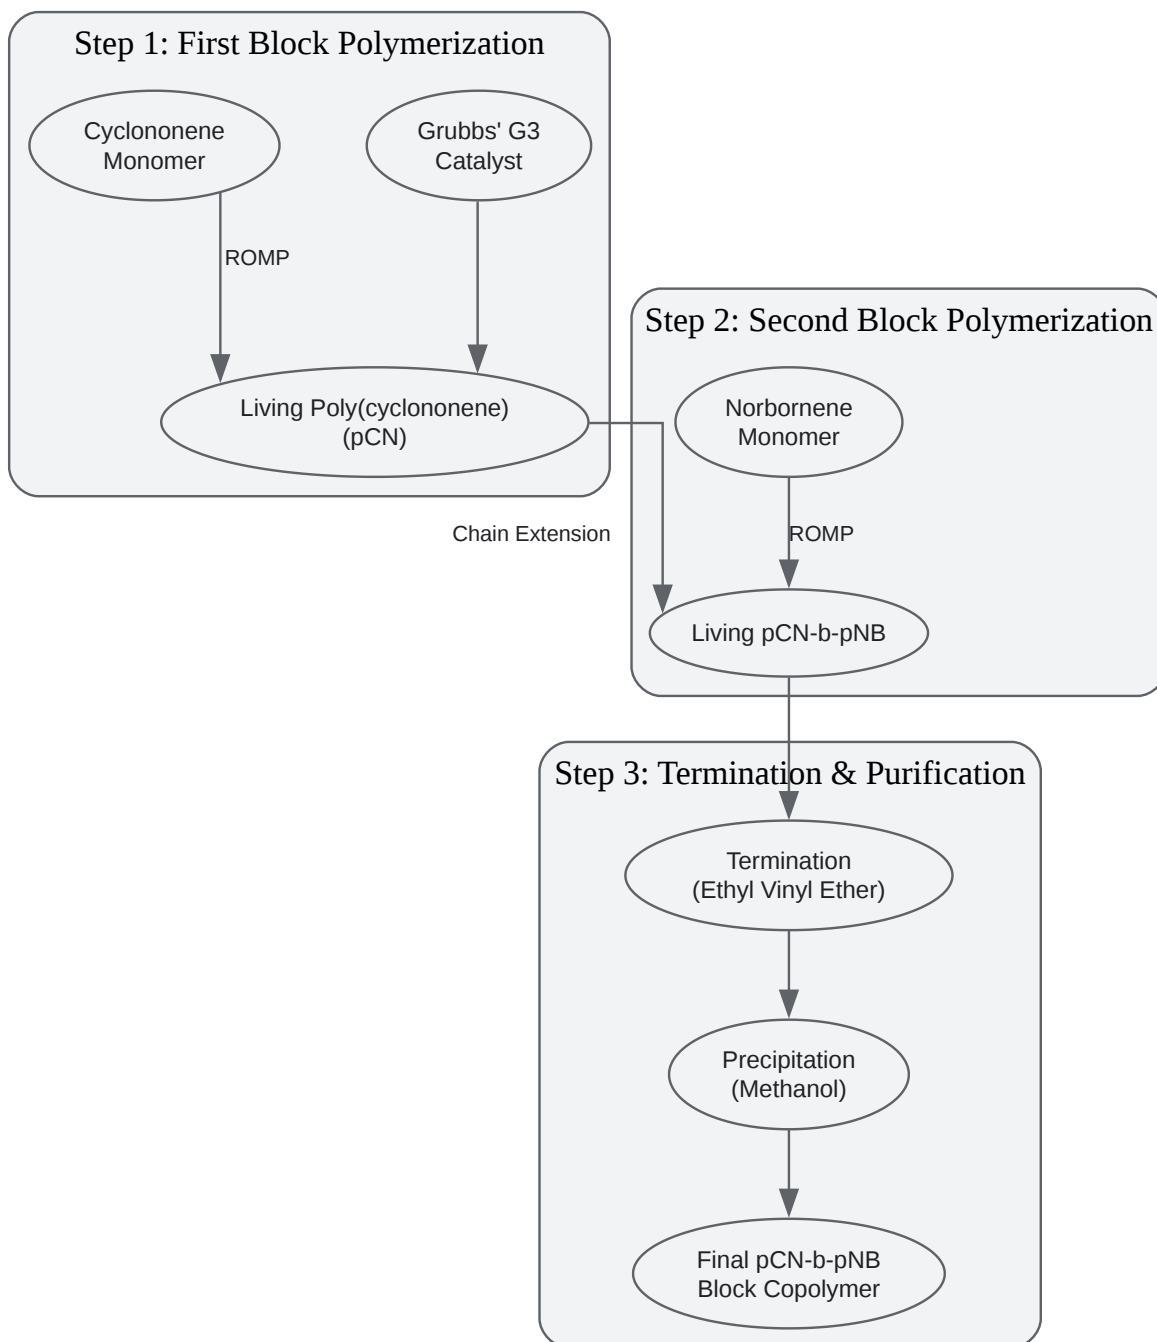 Step 1: First Block Polymerization
Cyclononene
Monomer
Grubbs' G3
Catalyst
ROMP
Living Poly(cyclononene)
(pCN)
Chain Extension
Step 2: Second Block Polymerization
Norbornene
Monomer
ROMP
Living pCN-b-pNB
Step 3: Termination & Purification
Termination
(Ethyl Vinyl Ether)
Precipitation
(Methanol)
Final pCN-b-pNB
Block Copolymer